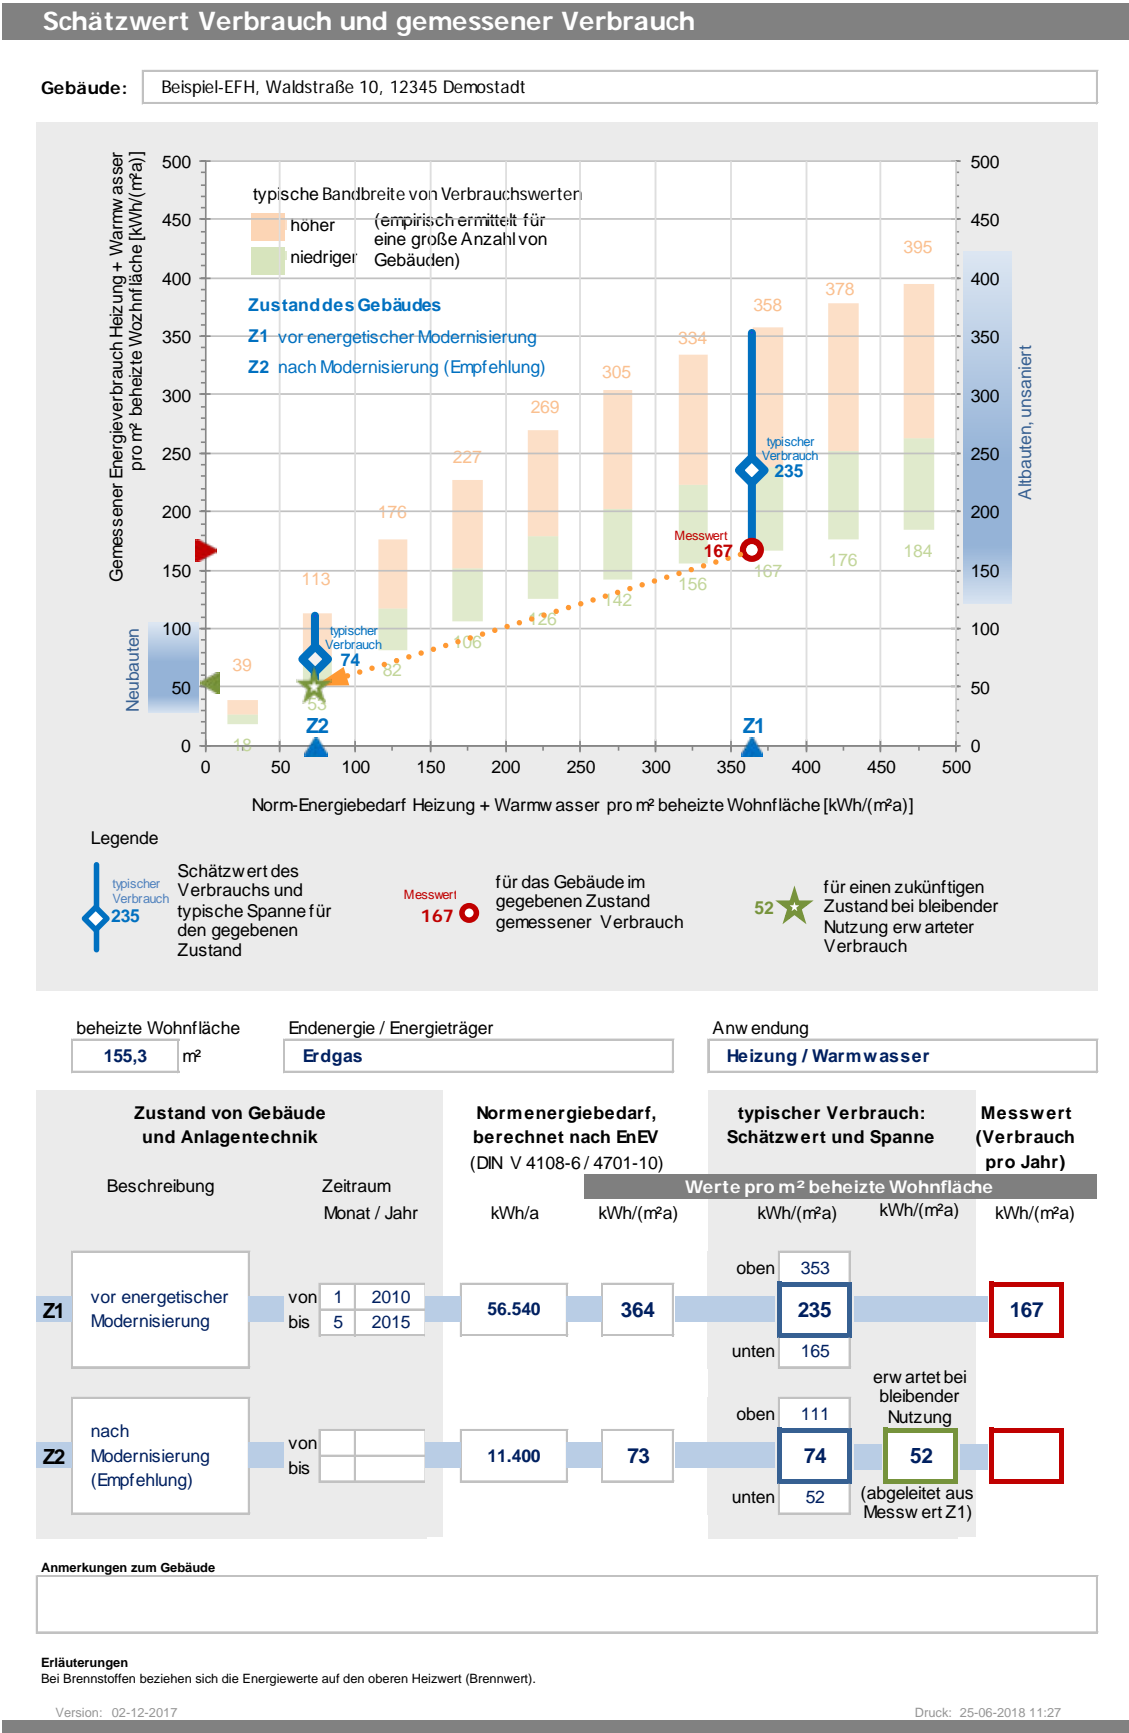 Schätzwert Verbrauch und gemessener Verbrauch
Gebäude: Beispiel-EFH, Waldstraße 10, 12345 Demostadt
Gemessener Energieverbrauch Heizung + Warmwasser
pro m² beheizte Wozhnfläche [kWh/(m²a)]
500
450
400
350
300
250
200
150
100
50
0
500
450
400
350
300
250
200
150
100
50
0
typische Bandbreite von Verbrauchswerten
höher
niedriger
(empirisch ermittelt für
eine große Anzahl von
Gebäuden)
Zustand des Gebäudes
Z1 vor energetischer Modernisierung
Z2 nach Modernisierung (Empfehlung)
39
113
176
227
269
305
334
358
378
395
18
53
82
106
126
142
156
167
176
184
typischer
Verbrauch
235
Messwert
167
typischer
Verbrauch
74
Z2
Z1
Neubauten
Altbauten, unsaniert
0 50 100 150 200 250 300 350 400 450 500
Norm-Energiebedarf Heizung + Warmwasser pro m² beheizte Wohnfläche [kWh/(m²a)]
Legende
typischer
Verbrauch
235
Schätzwert des
Verbrauchs und
typische Spanne für
den gegebenen
Zustand
Messwert
167
für das Gebäude im
gegebenen Zustand
gemessener Verbrauch
52
für einen zukünftigen
Zustand bei bleibender
Nutzung erwarteter
Verbrauch
beheizte Wohnfläche
155,3 m²
Endenergie / Energieträger
Erdgas
Anwendung
Heizung / Warmwasser
Zustand von Gebäude
und Anlagentechnik
Normenergiebedarf,
berechnet nach EnEV
(DIN V 4108-6 / 4701-10)
typischer Verbrauch:
Schätzwert und Spanne
Messwert
(Verbrauch
pro Jahr)
Werte pro m² beheizte Wohnfläche
Beschreibung
Zeitraum
Monat / Jahr
kWh/a
kWh/(m²a)
kWh/(m²a)
kWh/(m²a)
kWh/(m²a)
Z1
vor energetischer
Modernisierung
von 1 2010
bis 5 2015
56.540
364
oben 353
235
unten 165
167
Z2
nach
Modernisierung
(Empfehlung)
von
bis
11.400
73
oben 111
74
unten 52
erwartet bei
bleibender
Nutzung
52
(abgeleitet aus
Messwert Z1)
Anmerkungen zum Gebäude
Erläuterungen
Bei Brennstoffen beziehen sich die Energiewerte auf den oberen Heizwert (Brennwert).
Version: 02-12-2017
Druck: 25-06-2018 11:27